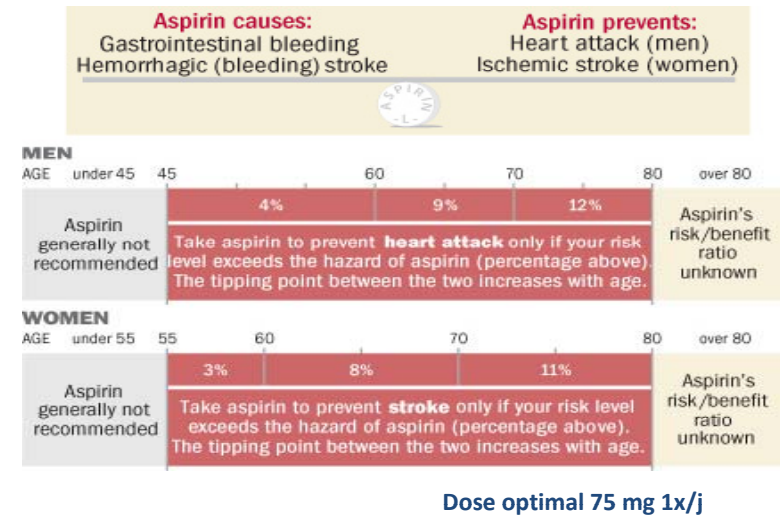 Aspirin causes:
Gastrointestinal bleeding
Hemorrhagic (bleeding) stroke
Aspirin prevents:
Heart attack (men)
Ischemic stroke (women)
ASPIRIN
-L-
MEN
AGE under 45 45 60 70 80 over 80
Aspirin
generally not
recommended
4% 9% 12%
Take aspirin to prevent heart attack only if your risk
level exceeds the hazard of aspirin (percentage above).
The tipping point between the two increases with age.
Aspirin's
risk/benefit
ratio
unknown
WOMEN
AGE under 55 55 60 70 80 over 80
Aspirin
generally not
recommended
3% 8% 11%
Take aspirin to prevent stroke only if your risk level
exceeds the hazard of aspirin (percentage above).
The tipping point between the two increases with age.
Aspirin's
risk/benefit
ratio
unknown
Dose optimal 75 mg 1x/j